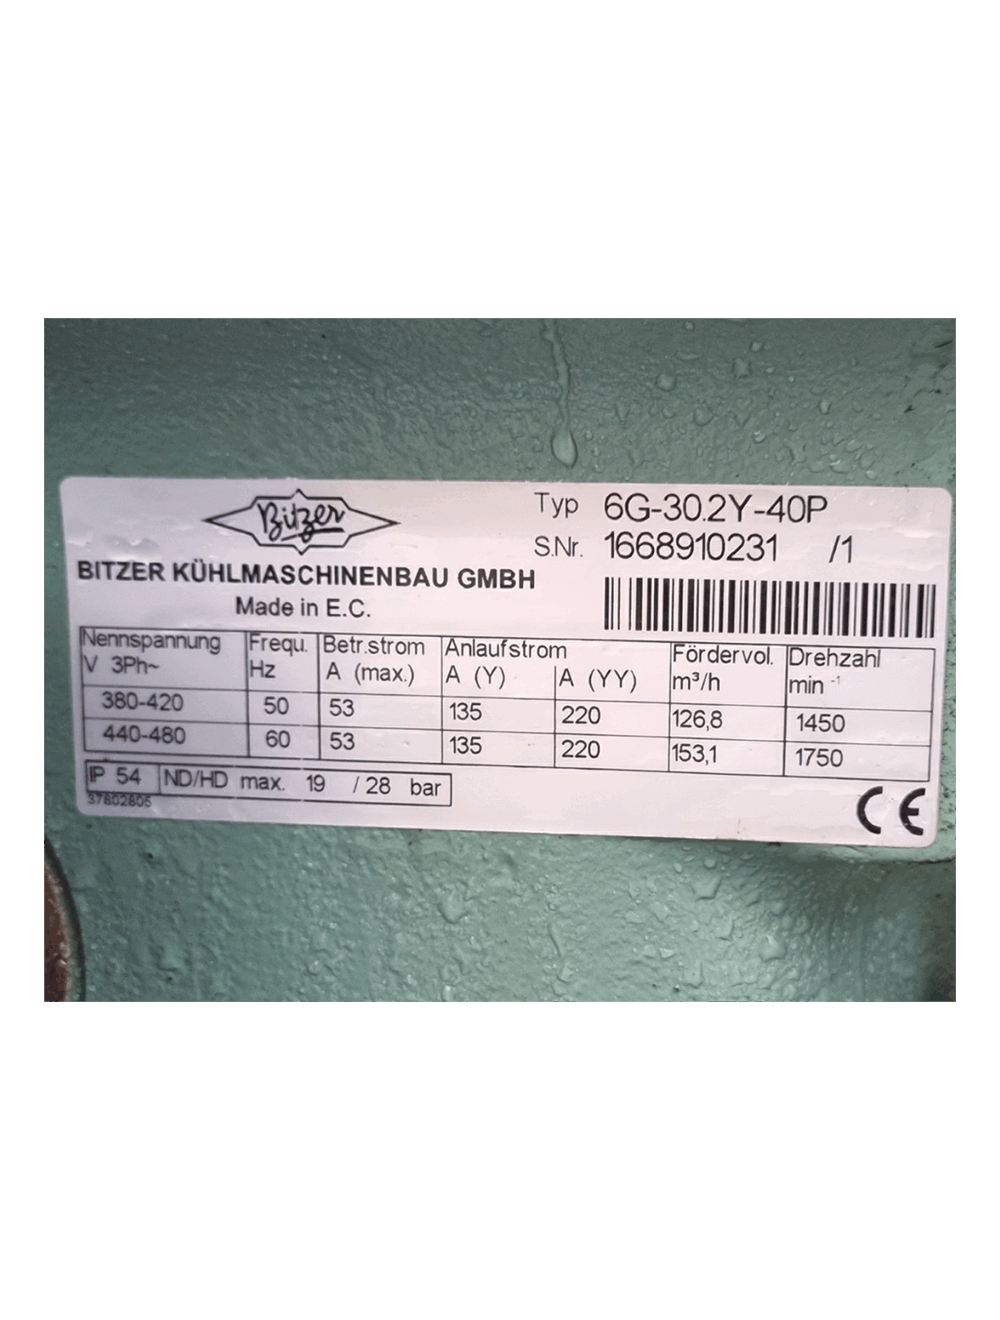 Bitzer
BITZER KÜHLMASCHINENBAU GMBH
Made in E.C.
Typ 6G-30.2Y-40P
S.Nr. 1668910231 /1
Nennspannung Frequ. Betr.strom Anlaufstrom Fördervol. Drehzahl
V 3Ph~ Hz A (max.) A (Y) A (YY) m³/h min -1
380-420 50 53 135 220 126,8 1450
440-480 60 53 135 220 153,1 1750
IP 54 ND/HD max. 19 / 28 bar
37802805
CE